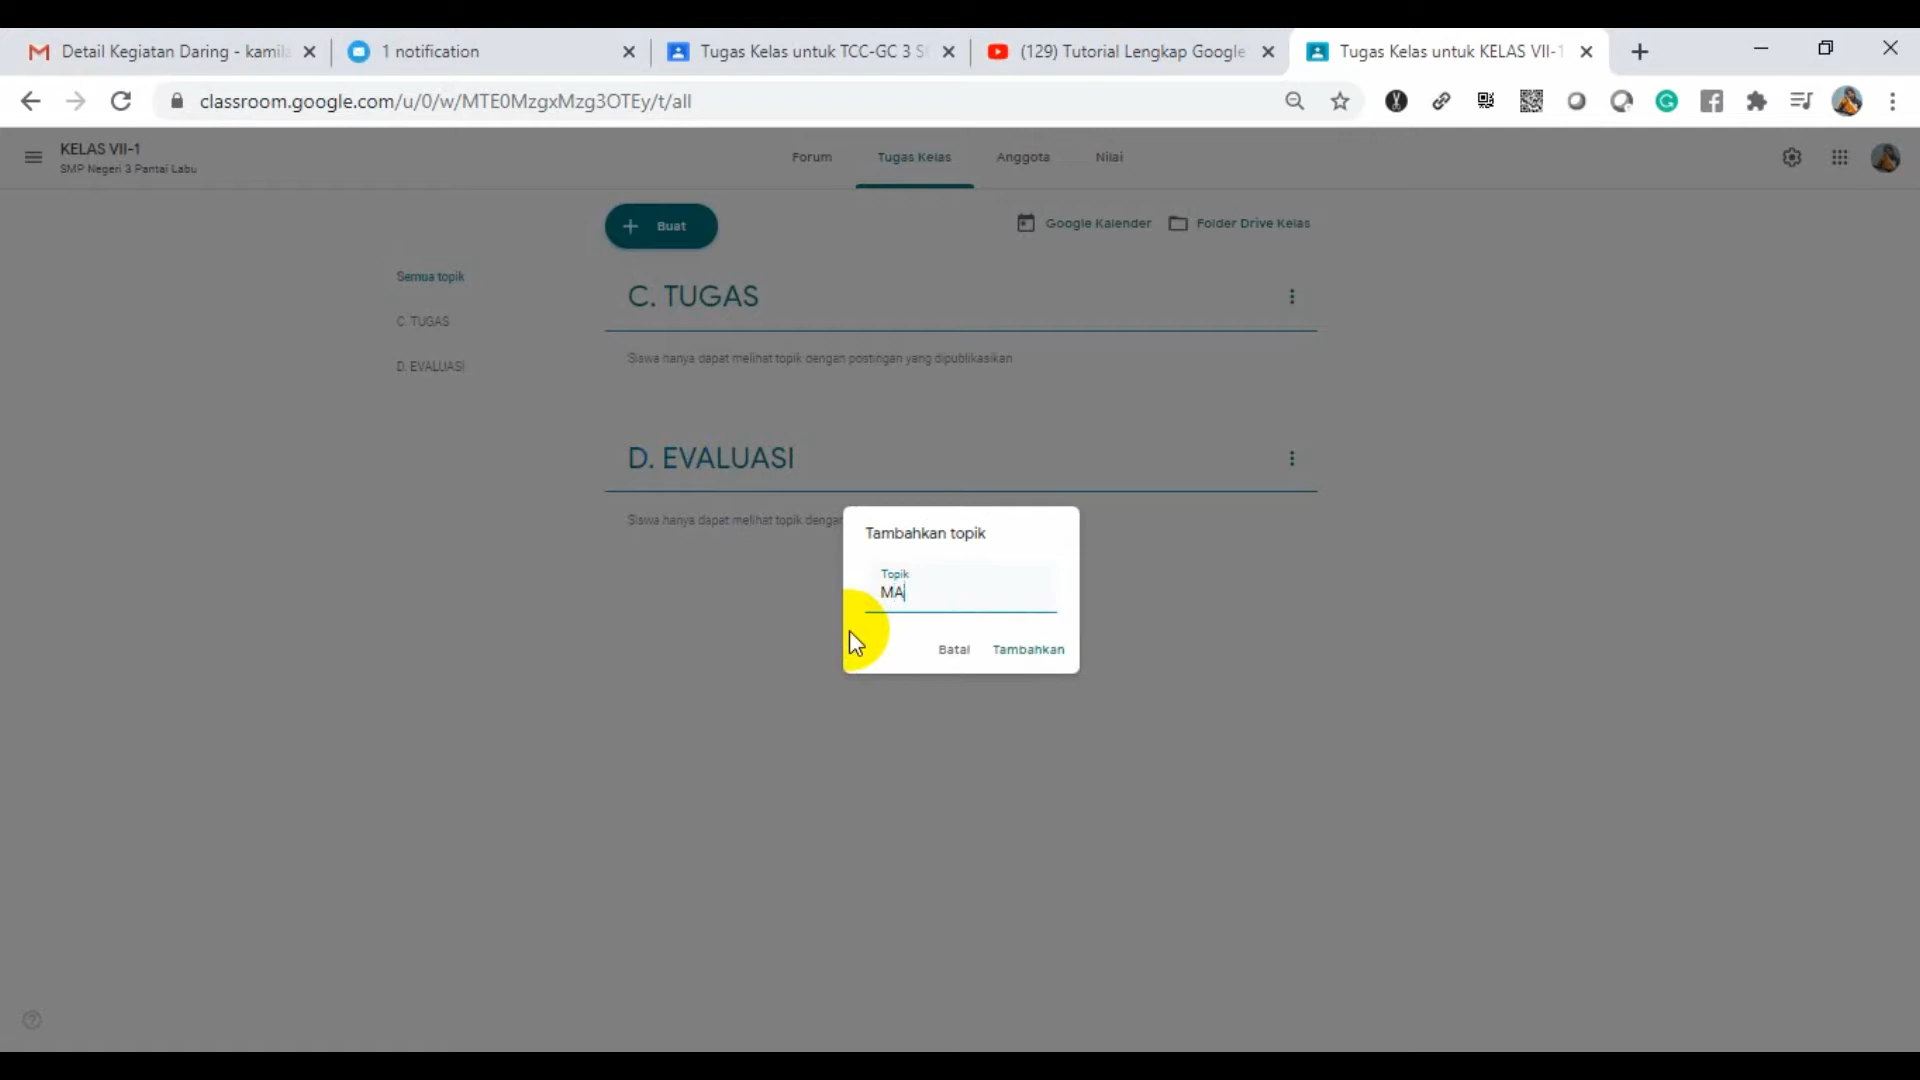 Detail Kegiatan Daring - kamila
1 notification
Tugas Kelas untuk TCC-GC 3 S
(129) Tutorial Lengkap Google
Tugas Kelas untuk KELAS VII-1
classroom.google.com/u/0/w/MTE0MzgxMzg3OTEy/t/all
KELAS VII-1
SMP Negeri 3 Pantai Labu
Forum
Tugas Kelas
Anggota
Nilai
Buat
Google Kalender
Folder Drive Kelas
Semua topik
C. TUGAS
D. EVALUASI
C. TUGAS
Siswa hanya dapat melihat topik dengan postingan yang dipublikasikan
D. EVALUASI
Siswa hanya dapat melihat topik dengan
Tambahkan topik
Topik
MA
Batal
Tambahkan